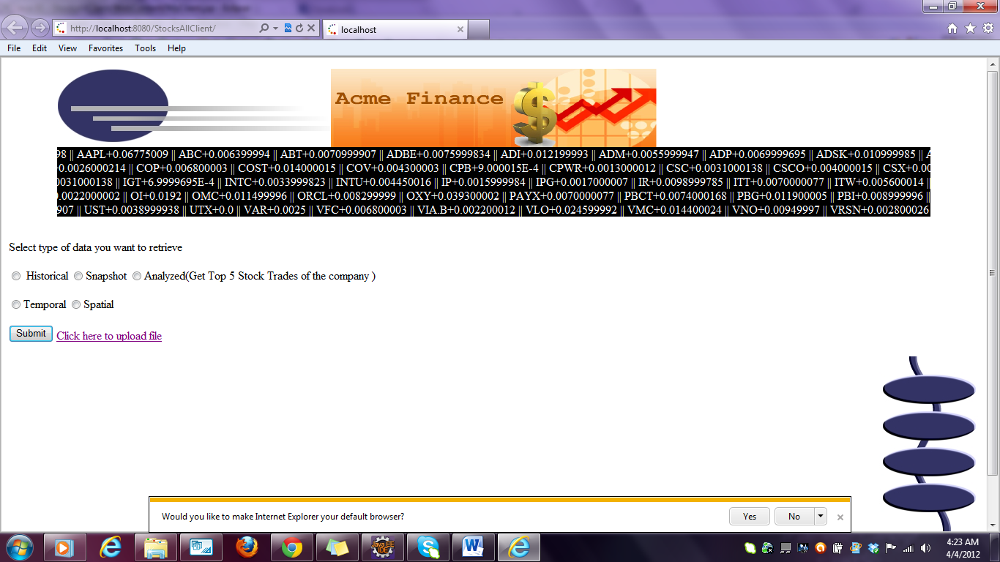 http://localhost:8080/StocksAllClient/
localhost
File Edit View Favorites Tools Help
Acme Finance
98 || AAPL+0.06775009 || ABC+0.006399994 || ABT+0.0070999907 || ADBE+0.0075999834 || ADI+0.012199993 || ADM+0.0055999947 || ADP+0.0069999695 || ADSK+0.010999985 || A
+0.0026000214 || COP+0.006800003 || COST+0.014000015 || COV+0.004300003 || CPB+9.000015E-4 || CPWR+0.0013000012 || CSC+0.0031000138 || CSCO+0.004000015 || CSX+0.00
0031000138 || IGT+6.9999695E-4 || INTC+0.0033999823 || INTU+0.004450016 || IP+0.0015999984 || IPG+0.0017000007 || IR+0.0098999785 || ITT+0.0070000077 || ITW+0.005600014 ||
0.0022000002 || OI+0.0192 || OMC+0.011499996 || ORCL+0.008299999 || OXY+0.039300002 || PAYX+0.0070000077 || PBCT+0.0074000168 || PBG+0.011900005 || PBI+0.008999996 ||
907 || UST+0.0038999938 || UTX+0.0 || VAR+0.0025 || VFC+0.006800003 || VIA.B+0.002200012 || VLO+0.024599992 || VMC+0.014400024 || VNO+0.00949997 || VRSN+0.002800026
Select type of data you want to retrieve
Historical Snapshot Analyzed(Get Top 5 Stock Trades of the company )
Temporal Spatial
Submit Click here to upload file
Would you like to make Internet Explorer your default browser? Yes No
Java EE IDE
4:23 AM
4/4/2012